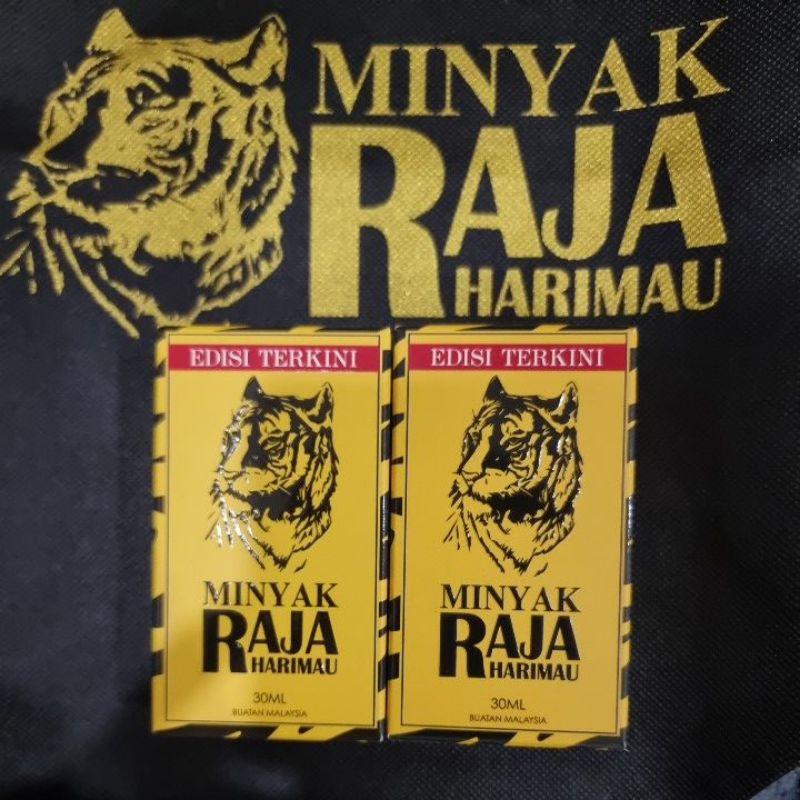 MINYAK
RAJA
HARIMAU
EDISI TERKINI
MINYAK
RAJA
HARIMAU
30ML
BUATAN MALAYSIA
EDISI TERKINI
MINYAK
RAJA
HARIMAU
30ML
BUATAN MALAYSIA